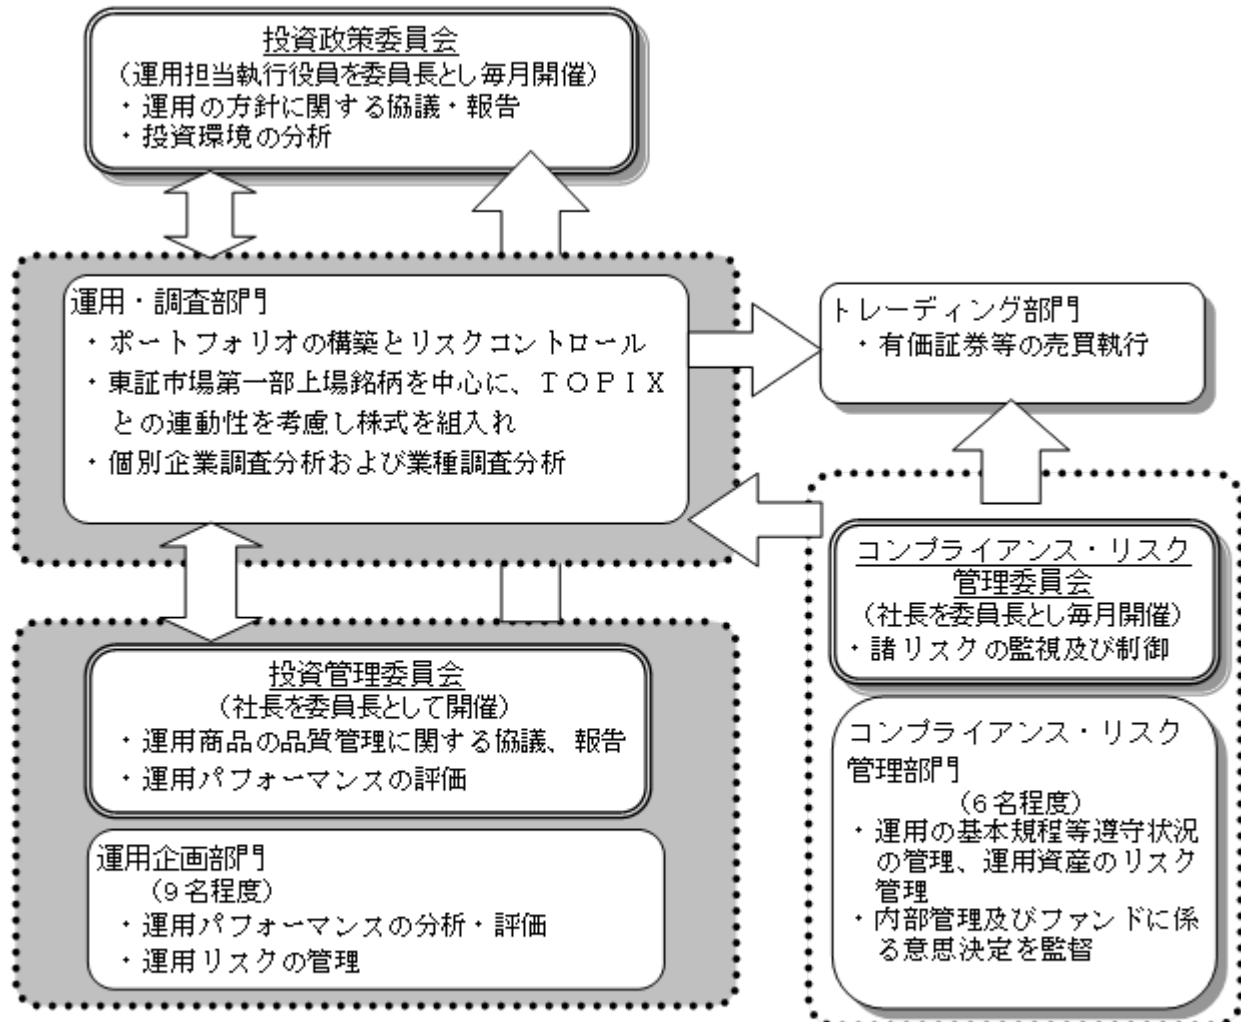 投資政策委員会
（運用担当執行役員を委員長とし毎月開催）
・運用の方針に関する協議・報告
・投資環境の分析
運用・調査部門
・ポートフォリオの構築とリスクコントロール
・東証市場第一部上場銘柄を中心に、ＴＯＰＩＸ
との連動性を考慮し株式を組入れ
・個別企業調査分析および業種調査分析
トレーディング部門
・有価証券等の売買執行
コンプライアンス・リスク
管理委員会
（社長を委員長とし毎月開催）
・諸リスクの監視及び制御
コンプライアンス・リスク
管理部門
（6名程度）
・運用の基本規程等遵守状況
の管理、運用資産のリスク
管理
・内部管理及びファンドに係
る意思決定を監督
投資管理委員会
（社長を委員長として開催）
・運用商品の品質管理に関する協議、報告
・運用パフォーマンスの評価
運用企画部門
（9名程度）
・運用パフォーマンスの分析・評価
・運用リスクの管理